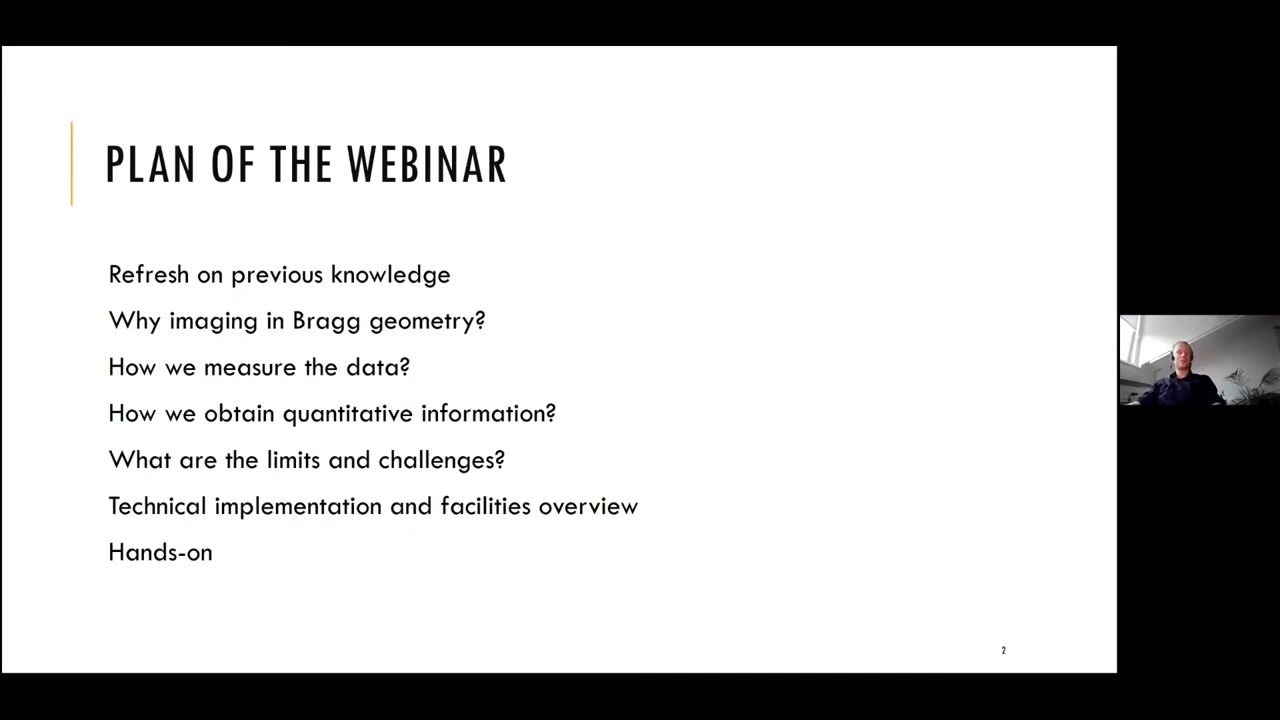 PLAN OF THE WEBINAR
Refresh on previous knowledge
Why imaging in Bragg geometry?
How we measure the data?
How we obtain quantitative information?
What are the limits and challenges?
Technical implementation and facilities overview
Hands-on
2